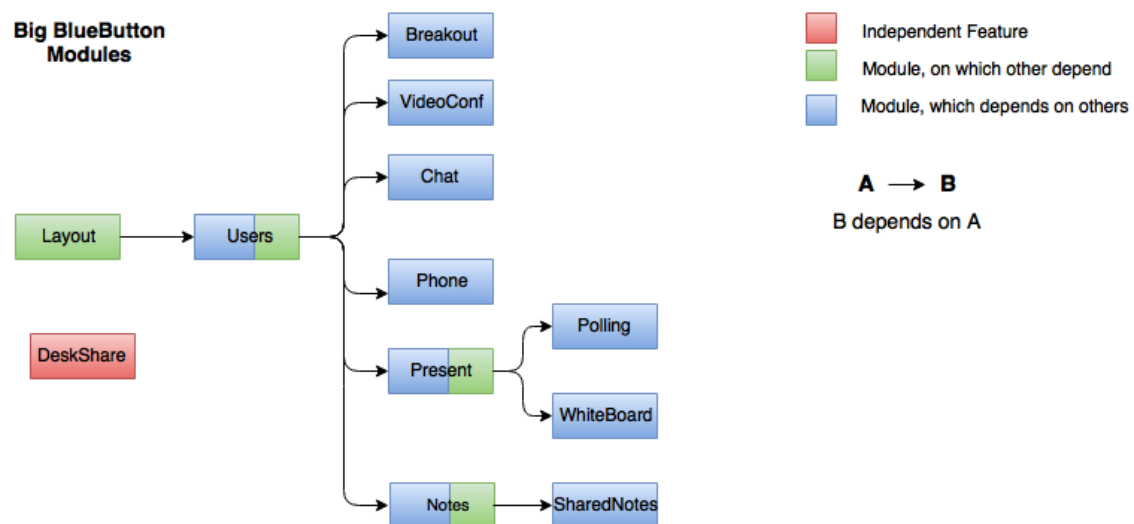 Big BlueButton
Modules
Breakout
VideoConf
Chat
Layout
Users
Phone
DeskShare
Present
Polling
WhiteBoard
Notes
SharedNotes
Independent Feature
Module, on which other depend
Module, which depends on others
A B
B depends on A